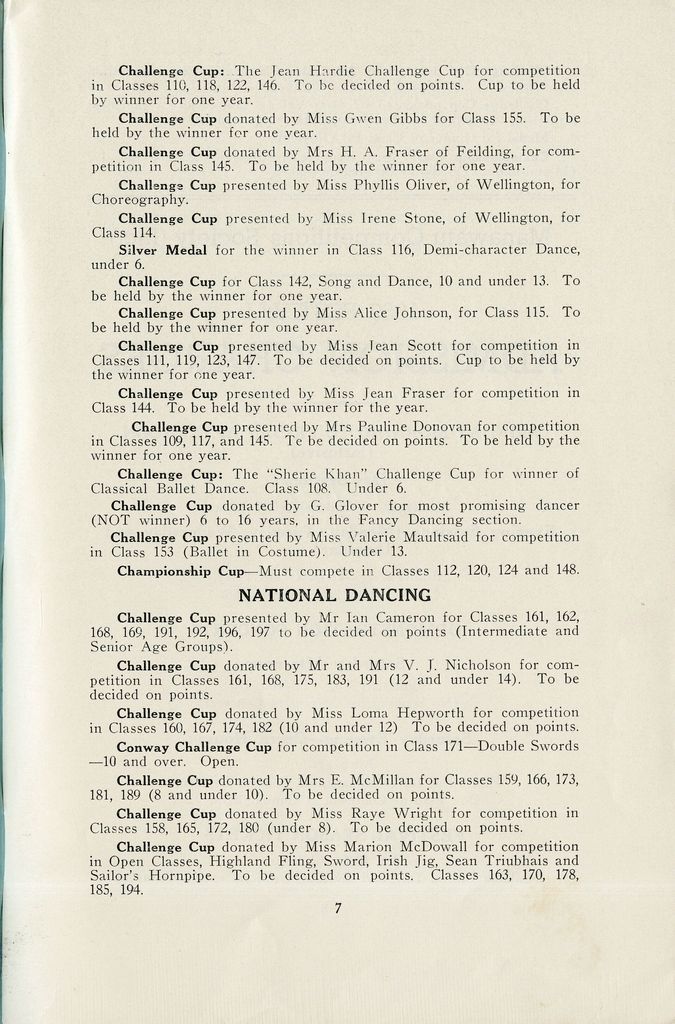 Challenge Cup: The Jean Hardie Challenge Cup for competition
in Classes 110, 118, 122, 146. To be decided on points. Cup to be held
by winner for one year.
Challenge Cup donated by Miss Gwen Gibbs for Class 155. To be
held by the winner for one year.
Challenge Cup donated by Mrs H. A. Fraser of Feilding, for com-
petition in Class 145. To be held by the winner for one year.
Challenge Cup presented by Miss Phyllis Oliver, of Wellington, for
Choreography.
Challenge Cup presented by Miss Irene Stone, of Wellington, for
Class 114.
Silver Medal for the winner in Class 116, Demi-character Dance,
under 6.
Challenge Cup for Class 142, Song and Dance, 10 and under 13. To
be held by the winner for one year.
Challenge Cup presented by Miss Alice Johnson, for Class 115. To
be held by the winner for one year.
Challenge Cup presented by Miss Jean Scott for competition in
Classes 111, 119, 123, 147. To be decided on points. Cup to be held by
the winner for one year.
Challenge Cup presented by Miss Jean Fraser for competition in
Class 144. To be held by the winner for the year.
Challenge Cup presented by Mrs Pauline Donovan for competition
in Classes 109, 117, and 145. Te be decided on points. To be held by the
winner for one year.
Challenge Cup: The "Sherie Khan" Challenge Cup for winner of
Classical Ballet Dance. Class 108. Under 6.
Challenge Cup donated by G. Glover for most promising dancer
(NOT winner) 6 to 16 years, in the Fancy Dancing section.
Challenge Cup presented by Miss Valerie Maultsaid for competition
in Class 153 (Ballet in Costume). Under 13.
Championship Cup—Must compete in Classes 112, 120, 124 and 148.
NATIONAL DANCING
Challenge Cup presented by Mr Ian Cameron for Classes 161, 162,
168, 169, 191, 192, 196, 197 to be decided on points (Intermediate and
Senior Age Groups).
Challenge Cup donated by Mr and Mrs V. J. Nicholson for com-
petition in Classes 161, 168, 175, 183, 191 (12 and under 14). To be
decided on points.
Challenge Cup donated by Miss Loma Hepworth for competition
in Classes 160, 167, 174, 182 (10 and under 12) To be decided on points.
Conway Challenge Cup for competition in Class 171—Double Swords
—10 and over. Open.
Challenge Cup donated by Mrs E. McMillan for Classes 159, 166, 173,
181, 189 (8 and under 10). To be decided on points.
Challenge Cup donated by Miss Raye Wright for competition in
Classes 158, 165, 172, 180 (under 8). To be decided on points.
Challenge Cup donated by Miss Marion McDowall for competition
in Open Classes, Highland Fling, Sword, Irish Jig, Sean Triubhais and
Sailor's Hornpipe. To be decided on points. Classes 163, 170, 178,
185, 194.
7